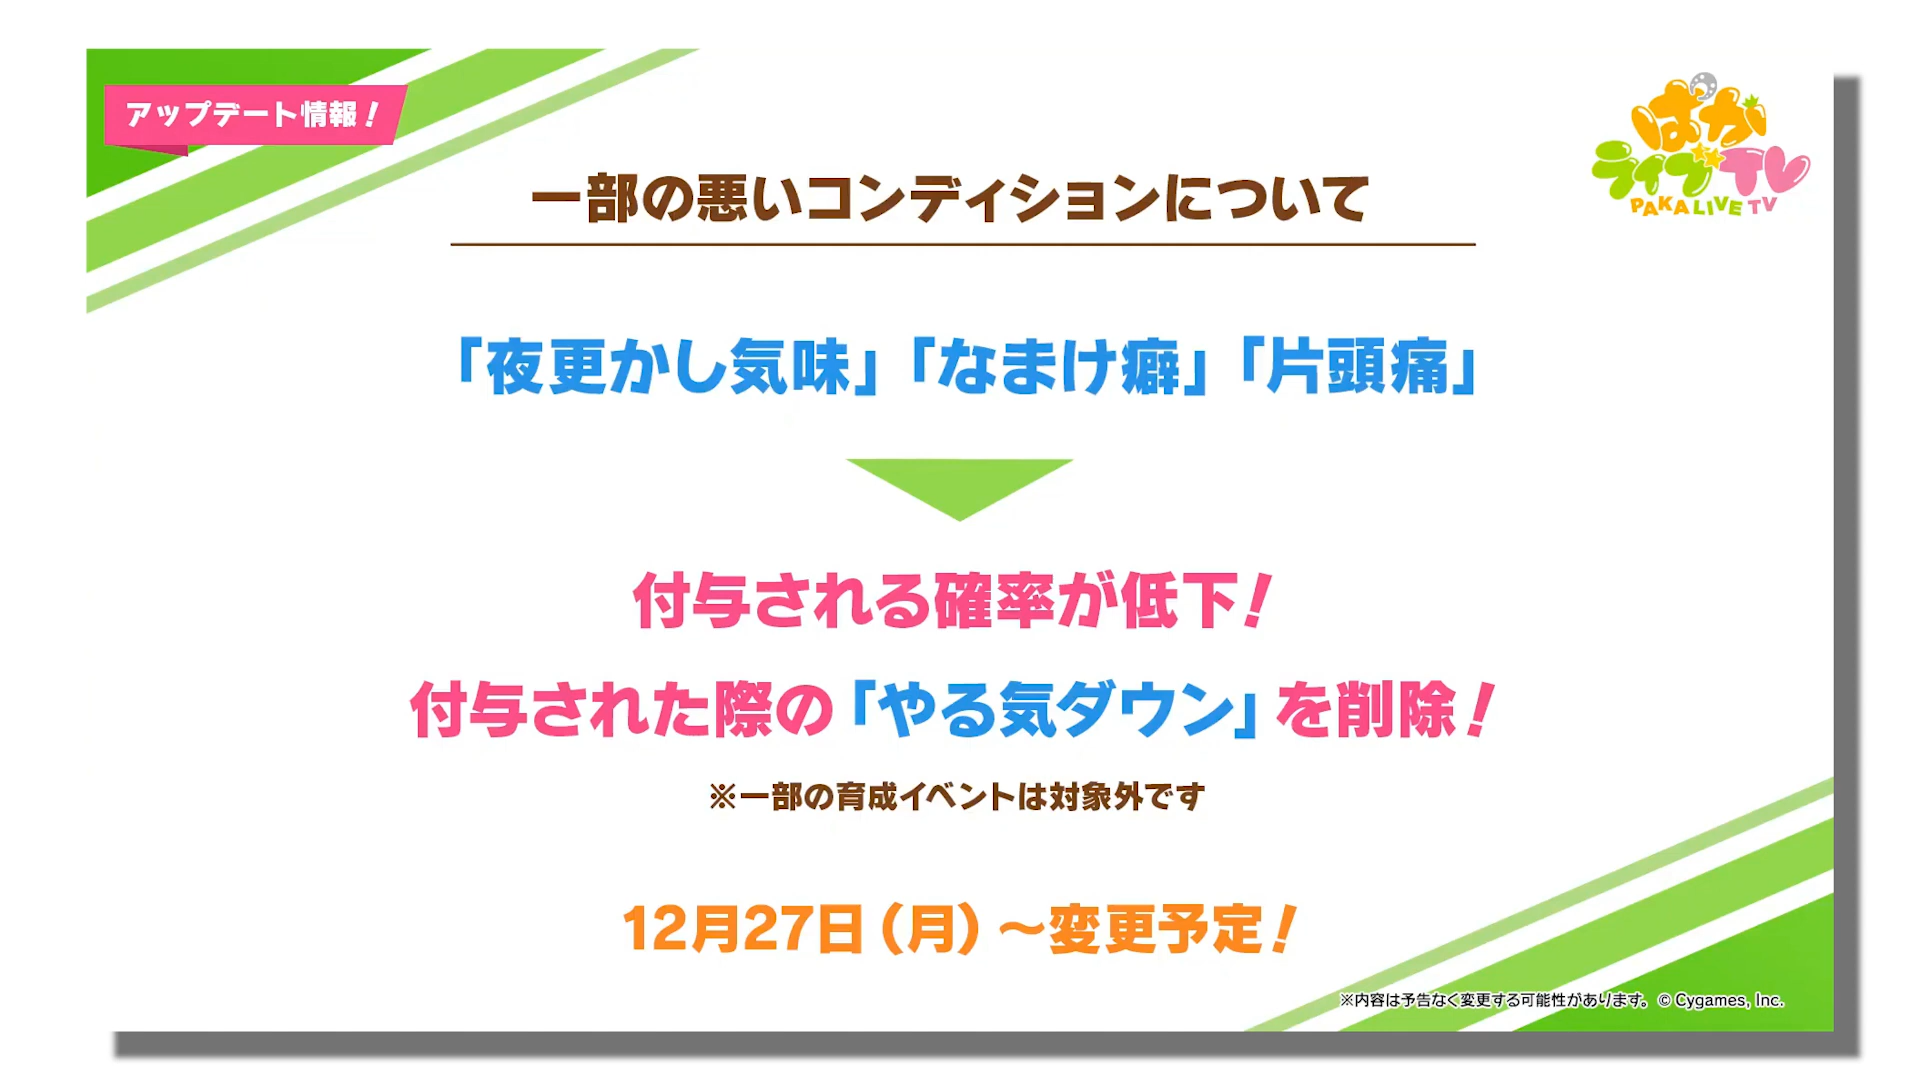 アップデート情報！
ぱか
ライブTV
PAKALIVE TV
一部の悪いコンディションについて
「夜更かし気味」「なまけ癖」「片頭痛」
付与される確率が低下！
付与された際の「やる気ダウン」を削除！
※一部の育成イベントは対象外です
12月27日（月）～変更予定！
※内容は予告なく変更する可能性があります。© Cygames, Inc.